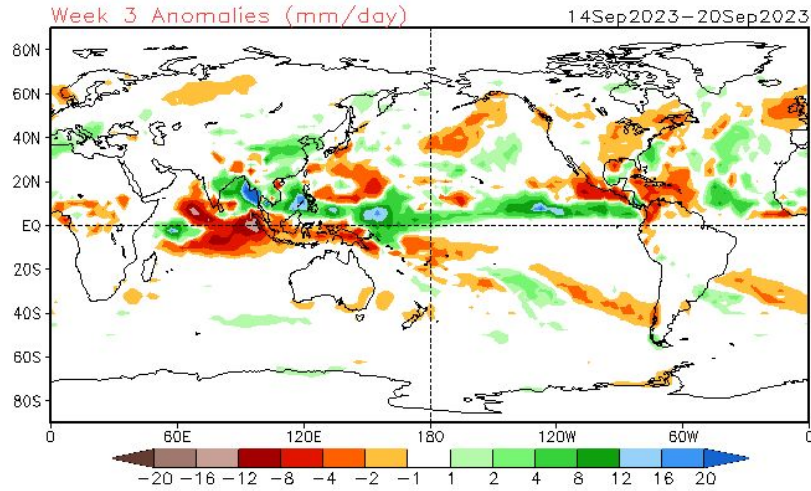 Week 3 Anomalies (mm/day) 14Sep2023-20Sep2023
80N
60N
40N
20N
EQ
20S
40S
60S
80S
0 60E 120E 180 120W 60W 0
-20 -16 -12 -8 -4 -2 -1 1 2 4 8 12 16 20